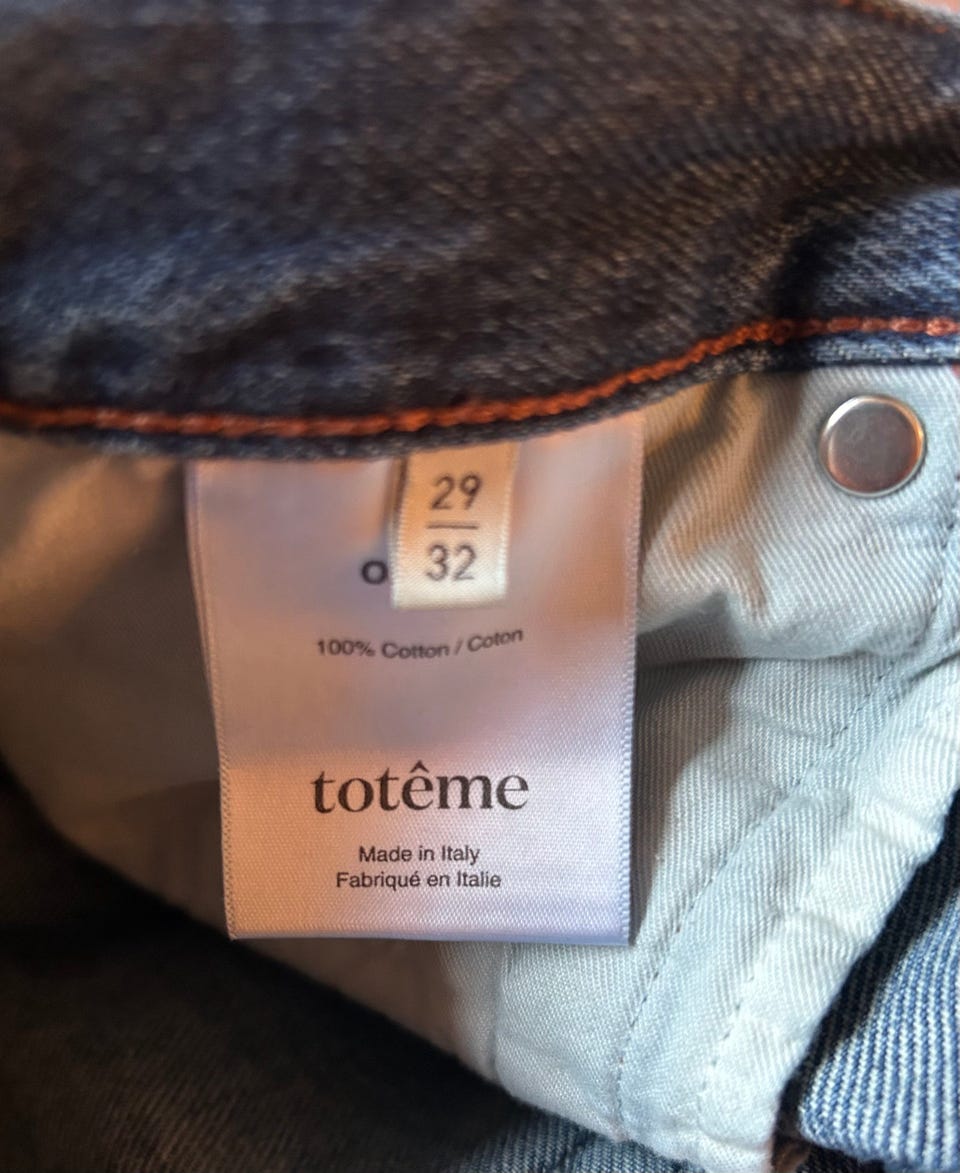 29
32
100% Cotton / Coton
totême
Made in Italy
Fabriqué en Italie